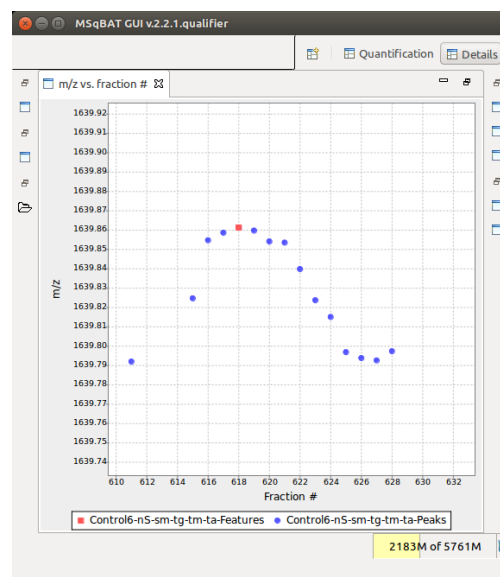 MSqBAT GUI v.2.2.1.qualifier
Quantification
Details
m/z vs. fraction #
1639.92
1639.91
1639.90
1639.89
1639.88
1639.87
1639.86
1639.85
1639.84
1639.83
1639.82
1639.81
1639.80
1639.79
1639.78
1639.77
1639.76
1639.75
1639.74
m/z
610 612 614 616 618 620 622 624 626 628 630 632
Fraction #
Control6-nS-sm-tg-tm-ta-Features Control6-nS-sm-tg-tm-ta-Peaks
2183M of 5761M